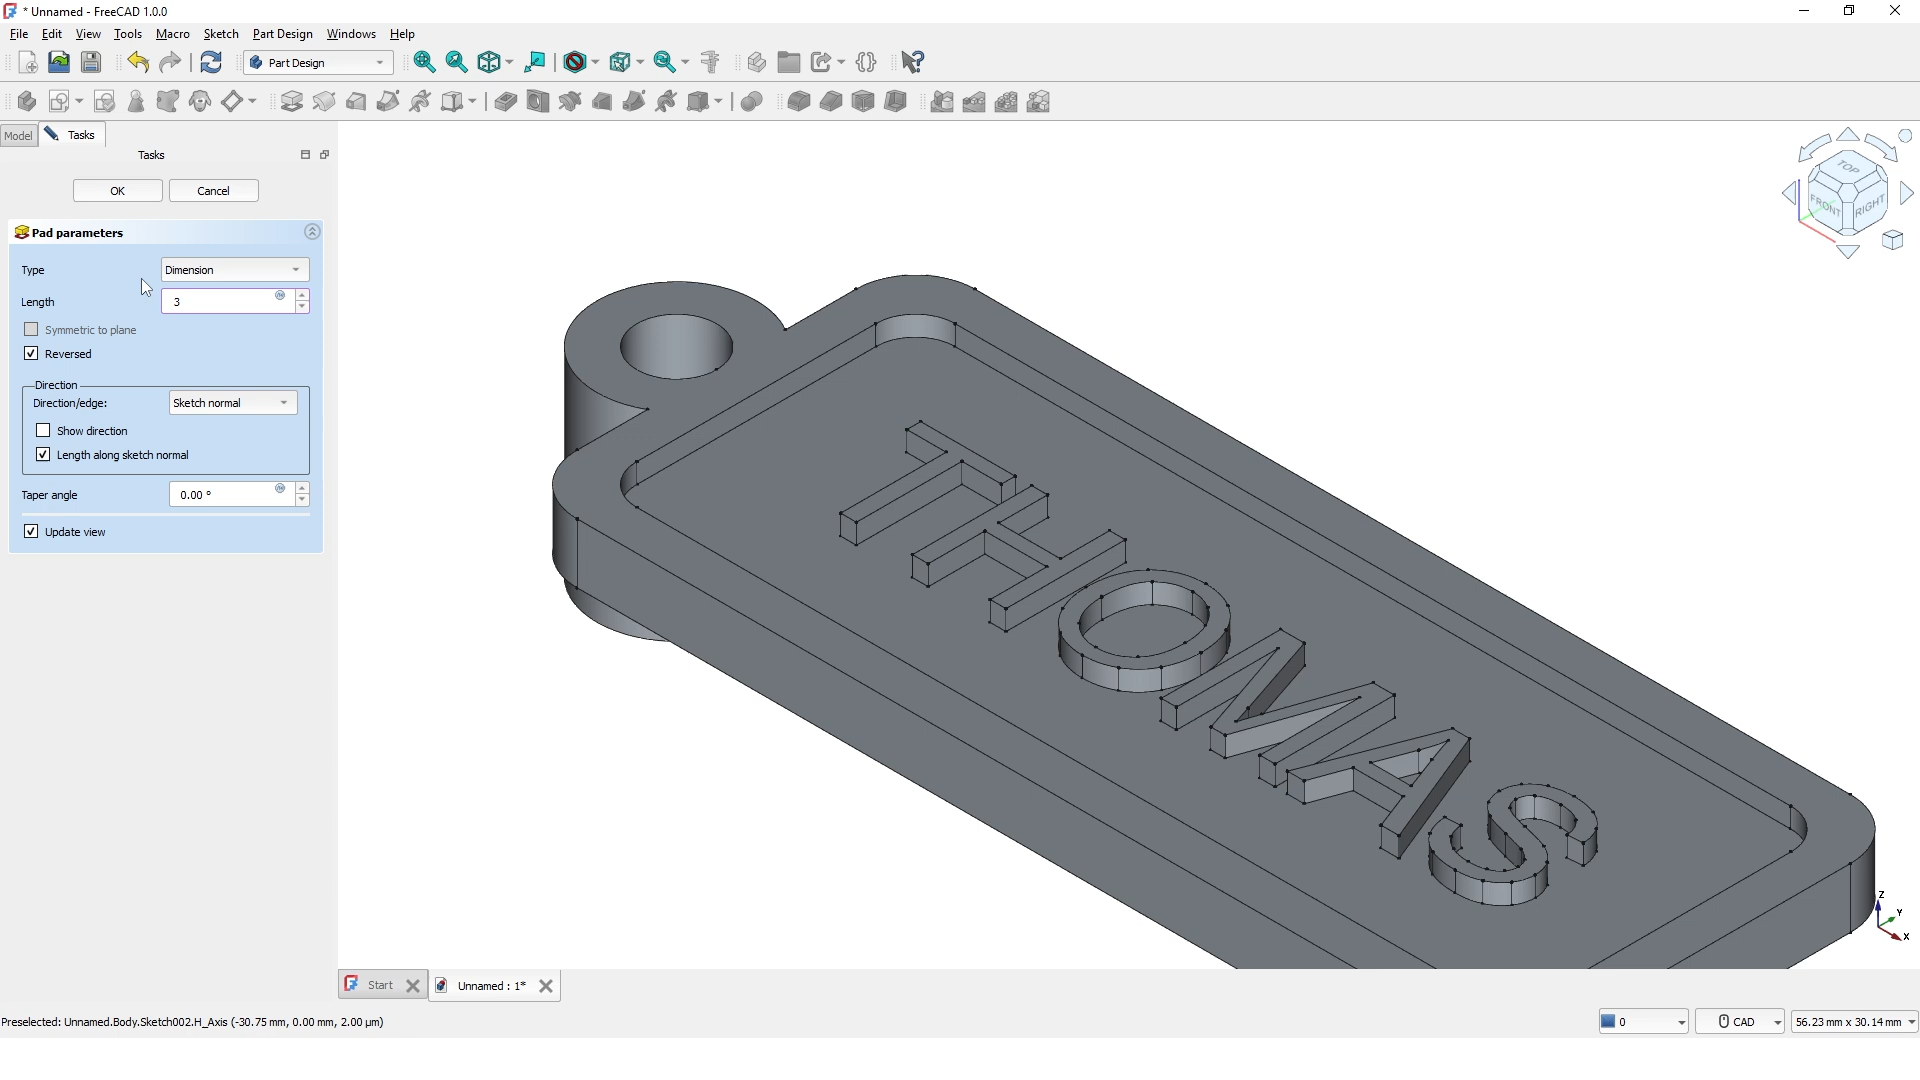 * Unnamed - FreeCAD 1.0.0
File Edit View Tools Macro Sketch Part Design Windows Help
Part Design
Model Tasks
Tasks
OK Cancel
Pad parameters
Type Dimension
Length 3
Symmetric to plane
Reversed
Direction
Direction/edge: Sketch normal
Show direction
Length along sketch normal
Taper angle 0.00 °
Update view
TOP
FRONT RIGHT
THOMAS
Z
Y
X
Start Unnamed : 1*
Preselected: Unnamed.Body.Sketch002.H_Axis (-30.75 mm, 0.00 mm, 2.00 µm)
0 CAD 56.23 mm x 30.14 mm